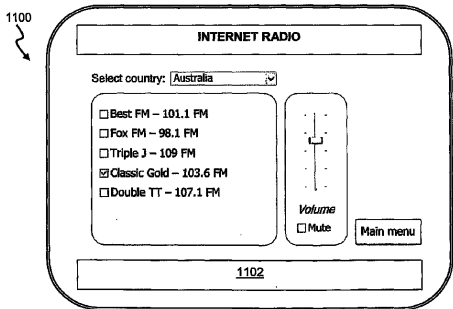 1100
INTERNET RADIO
Select country: Australia
Best FM – 101.1 FM
Fox FM – 98.1 FM
Triple J – 109 FM
Classic Gold – 103.6 FM
Double TT – 107.1 FM
Volume
Mute
Main menu
1102